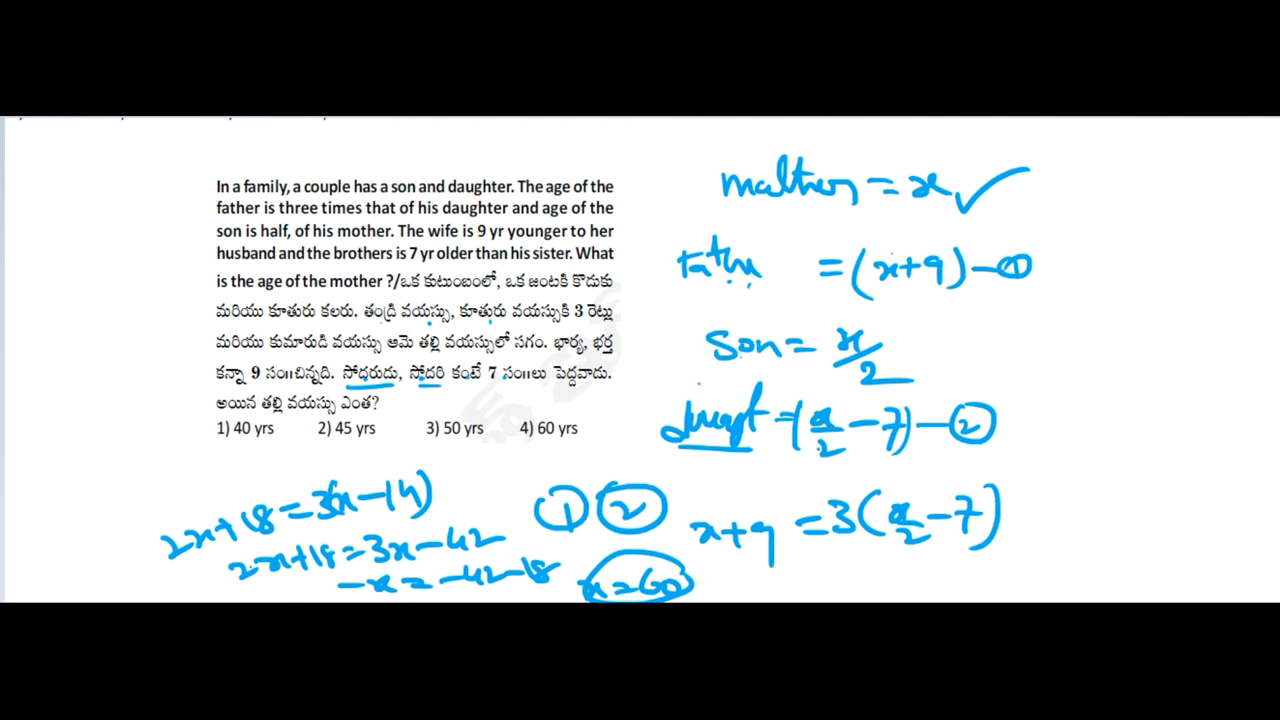 In a family, a couple has a son and daughter. The age of the
father is three times that of his daughter and age of the
son is half, of his mother. The wife is 9 yr younger to her
husband and the brothers is 7 yr older than his sister. What
is the age of the mother ?/ఒక కుటుంబంలో, ఒక జంటకి కొడుకు
మరియు కూతురు కలరు. తండ్రి వయస్సు, కూతురు వయస్సుకి 3 రెట్లు
మరియు కుమారుడి వయస్సు ఆమె తల్లి వయస్సులో సగం. భార్య, భర్త
కన్నా 9 సం॥చిన్నది. సోదరుడు, సోదరి కంటే 7 సం॥లు పెద్దవాడు.
అయిన తల్లి వయస్సు ఎంత?
1) 40 yrs 2) 45 yrs 3) 50 yrs 4) 60 yrs
mather = x ✓
= (x+9) — ①
Son = x/2
= (x/2 − 7) — ②
① ② x+9 = 3(x/2 − 7)
2x+18 = 3(x−14)
2x+18 = 3x−42
−x = −42−18
x = 60